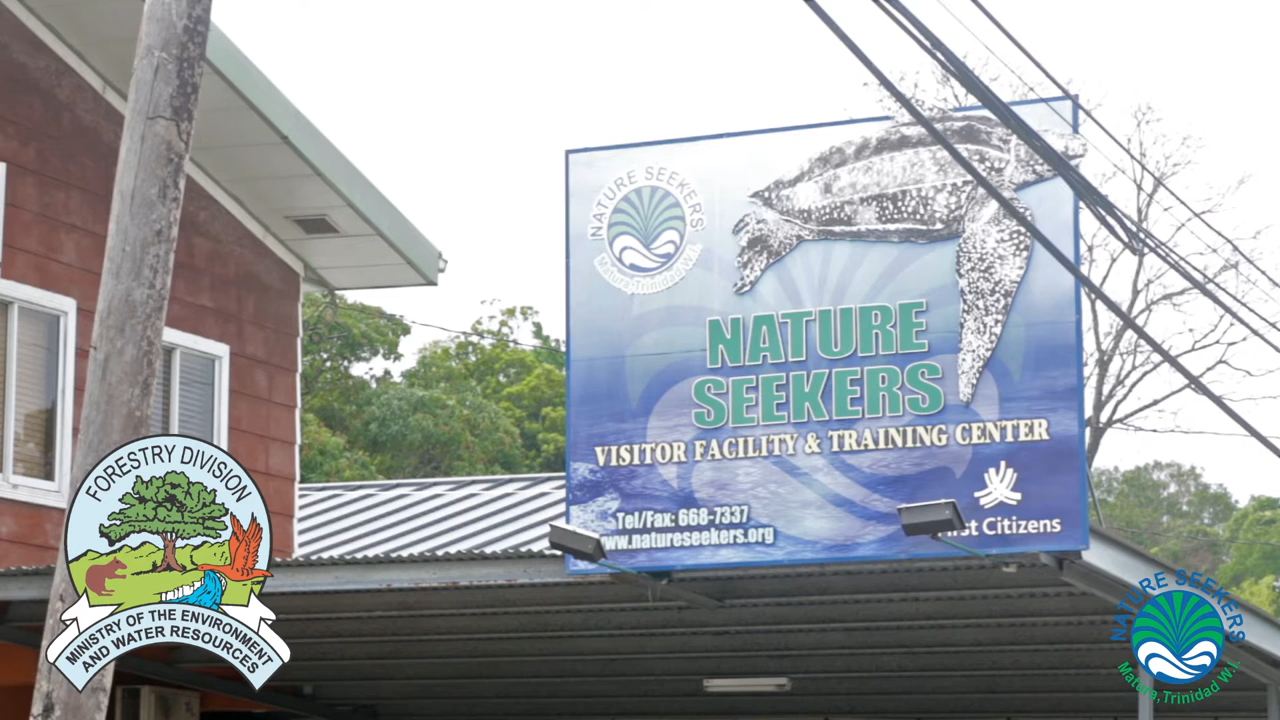 NATURE SEEKERS
Matura, Trinidad W.I.
NATURE
SEEKERS
VISITOR FACILITY & TRAINING CENTER
Tel/Fax: 668-7337
www.natureseekers.org
First Citizens
FORESTRY DIVISION
MINISTRY OF THE ENVIRONMENT
AND WATER RESOURCES
NATURE SEEKERS
Matura, Trinidad W.I.